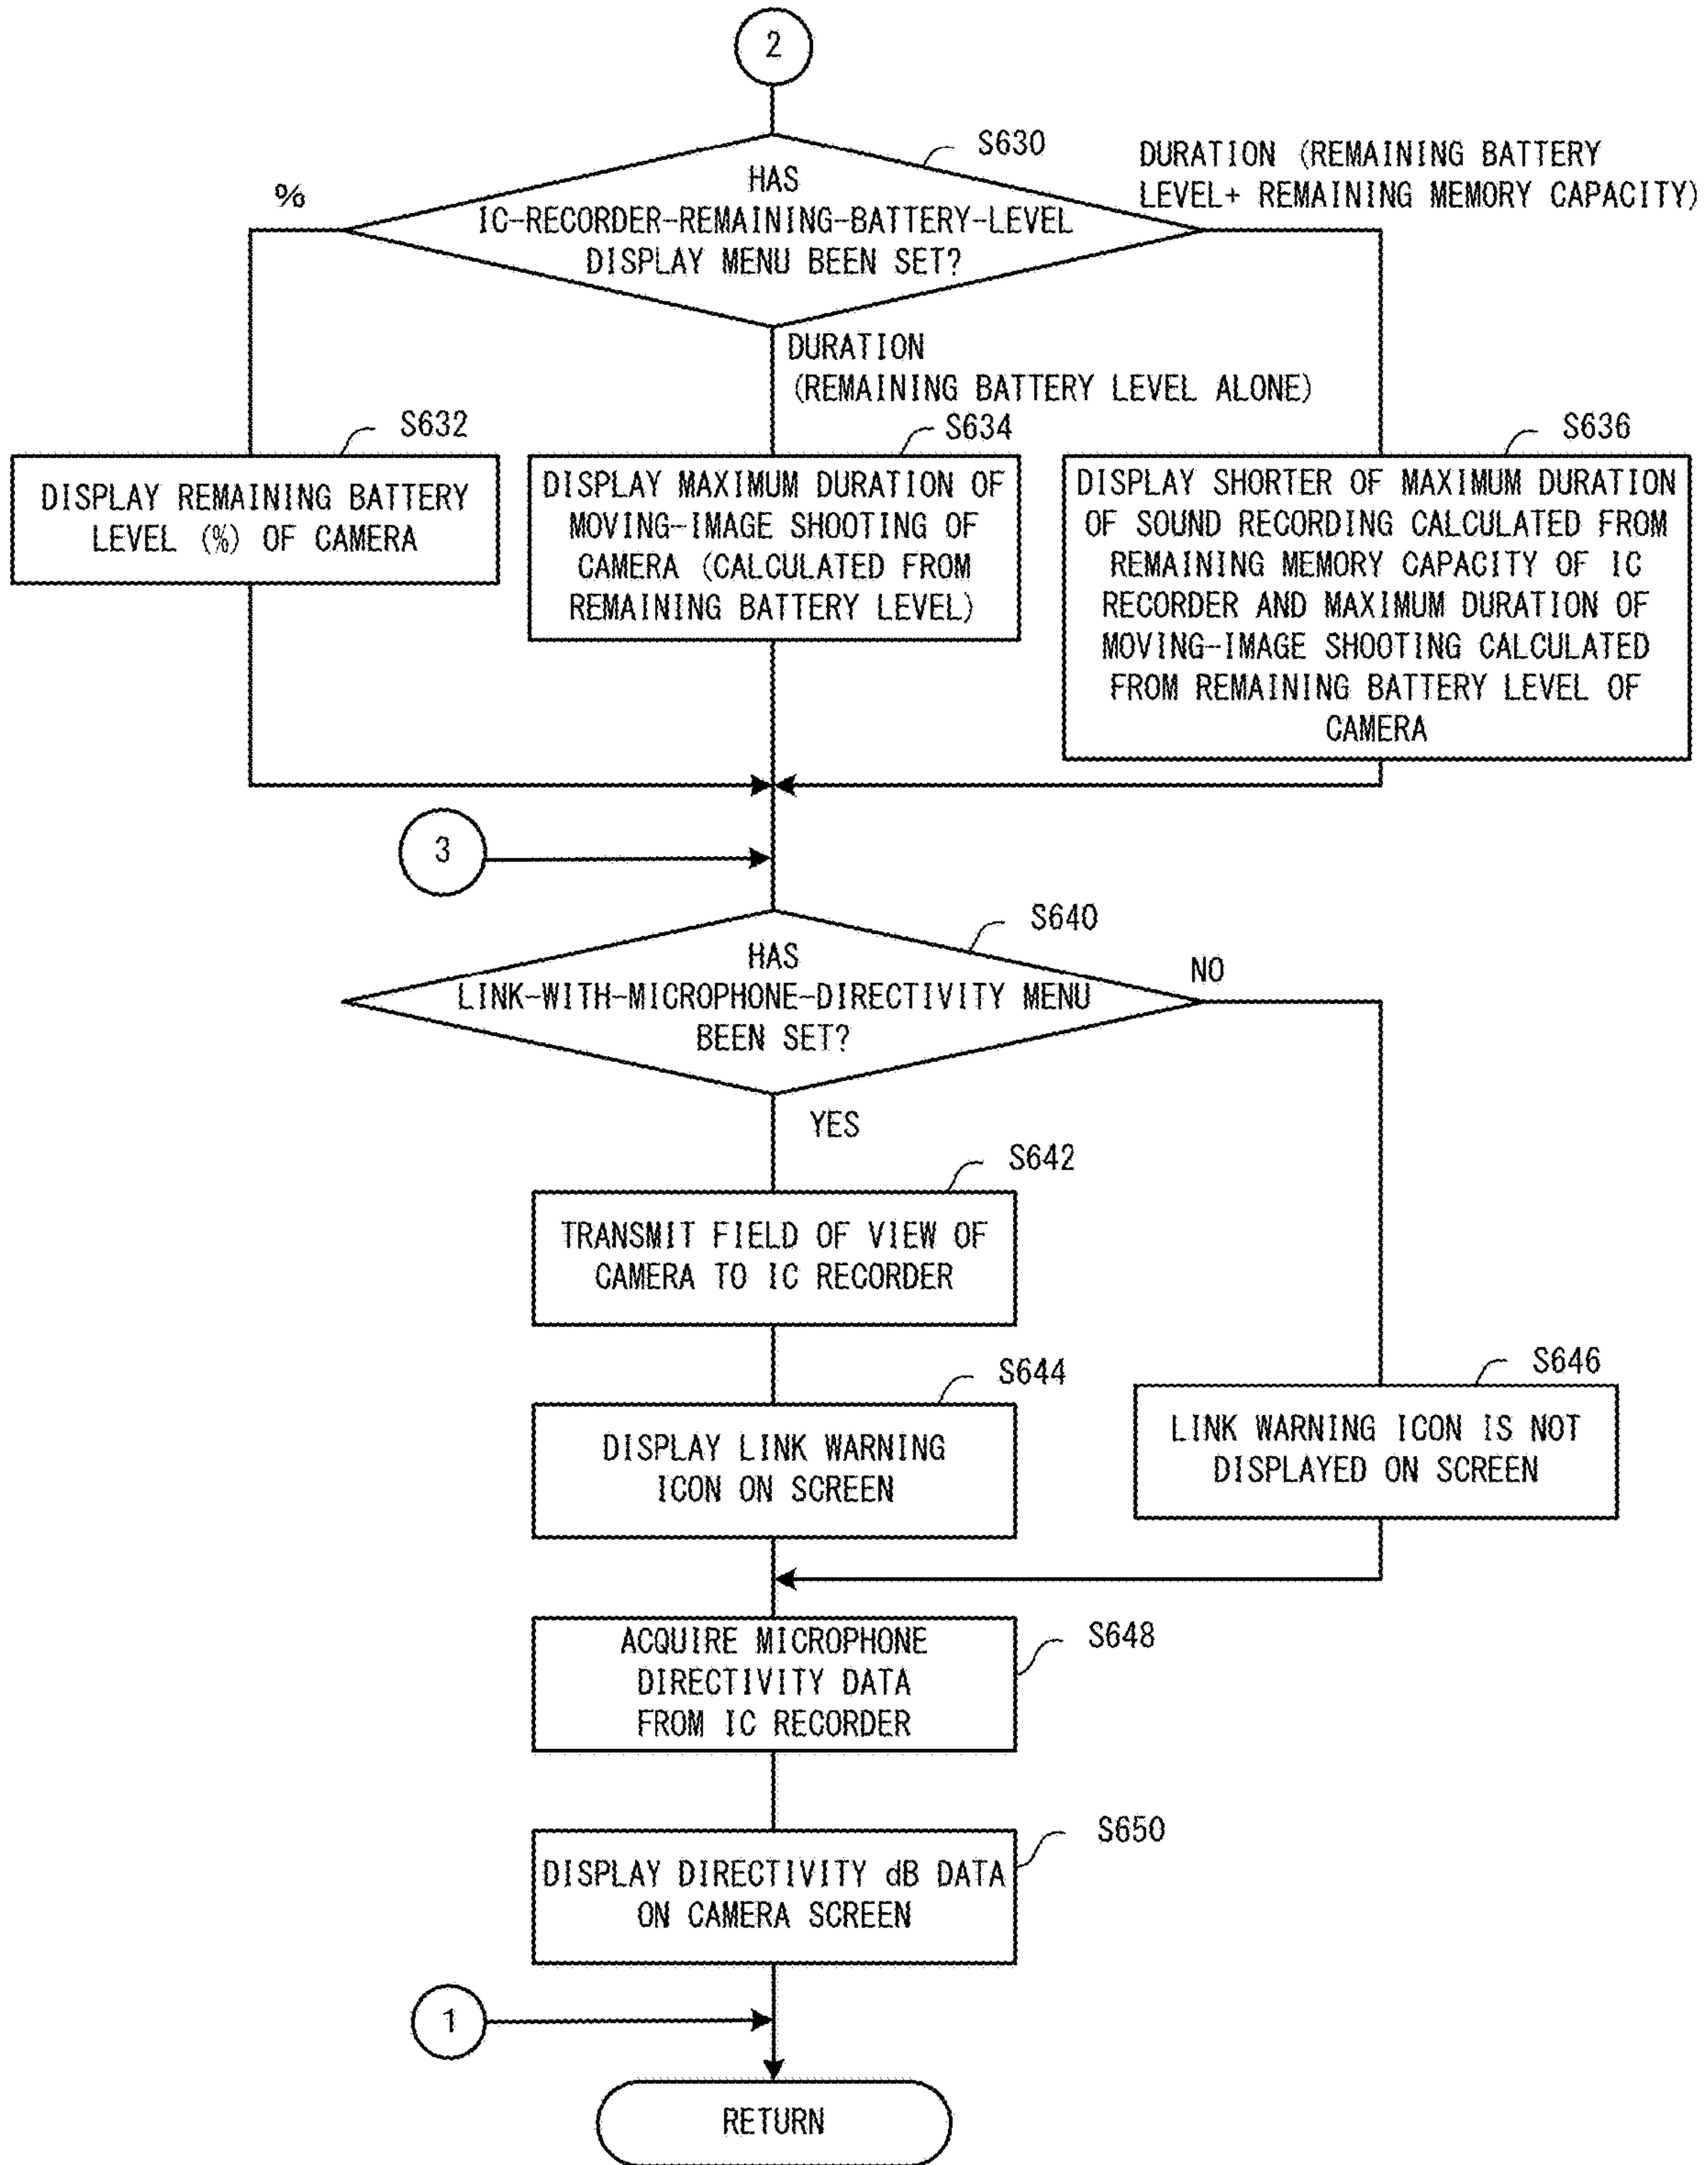 2
S630
HAS
IC-RECORDER-REMAINING-BATTERY-LEVEL
DISPLAY MENU BEEN SET?
%
DURATION (REMAINING BATTERY
LEVEL+ REMAINING MEMORY CAPACITY)
DURATION
(REMAINING BATTERY LEVEL ALONE)
S632
DISPLAY REMAINING BATTERY
LEVEL (%) OF CAMERA
S634
DISPLAY MAXIMUM DURATION OF
MOVING-IMAGE SHOOTING OF
CAMERA (CALCULATED FROM
REMAINING BATTERY LEVEL)
S636
DISPLAY SHORTER OF MAXIMUM DURATION
OF SOUND RECORDING CALCULATED FROM
REMAINING MEMORY CAPACITY OF IC
RECORDER AND MAXIMUM DURATION OF
MOVING-IMAGE SHOOTING CALCULATED
FROM REMAINING BATTERY LEVEL OF
CAMERA
3
S640
HAS
LINK-WITH-MICROPHONE-DIRECTIVITY MENU
BEEN SET?
NO
YES
S642
TRANSMIT FIELD OF VIEW OF
CAMERA TO IC RECORDER
S644
DISPLAY LINK WARNING
ICON ON SCREEN
S646
LINK WARNING ICON IS NOT
DISPLAYED ON SCREEN
S648
ACQUIRE MICROPHONE
DIRECTIVITY DATA
FROM IC RECORDER
S650
DISPLAY DIRECTIVITY dB DATA
ON CAMERA SCREEN
1
RETURN